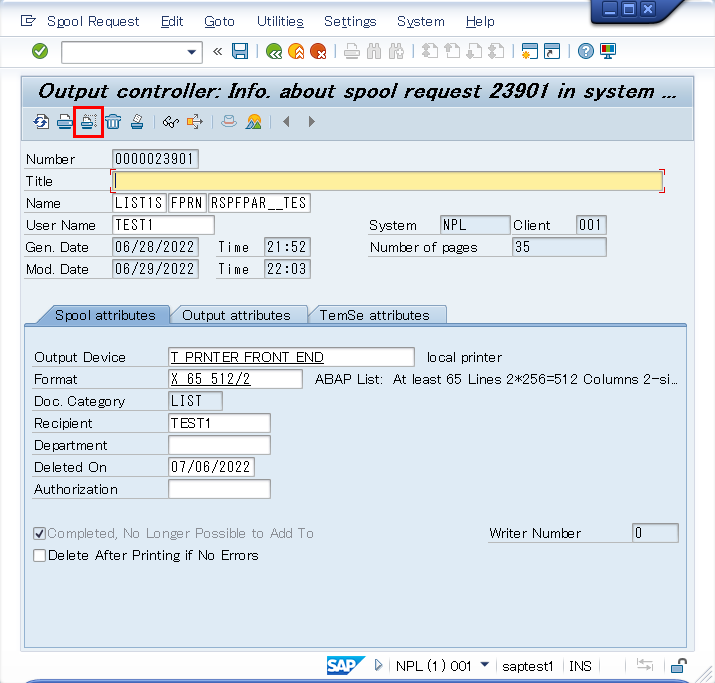 Spool Request Edit Goto Utilities Settings System Help
Output controller: Info. about spool request 23901 in system ...
Number 0000023901
Title
Name LIST1S FPRN RSPFPAR__TES
User Name TEST1 System NPL Client 001
Gen. Date 06/28/2022 Time 21:52 Number of pages 35
Mod. Date 06/29/2022 Time 22:03
Spool attributes Output attributes TemSe attributes
Output Device T PRNTER FRONT END local printer
Format X 65 512/2 ABAP List: At least 65 Lines 2*256=512 Columns 2-si...
Doc. Category LIST
Recipient TEST1
Department
Deleted On 07/06/2022
Authorization
Completed, No Longer Possible to Add To Writer Number 0
Delete After Printing if No Errors
SAP NPL (1) 001 saptest1 INS